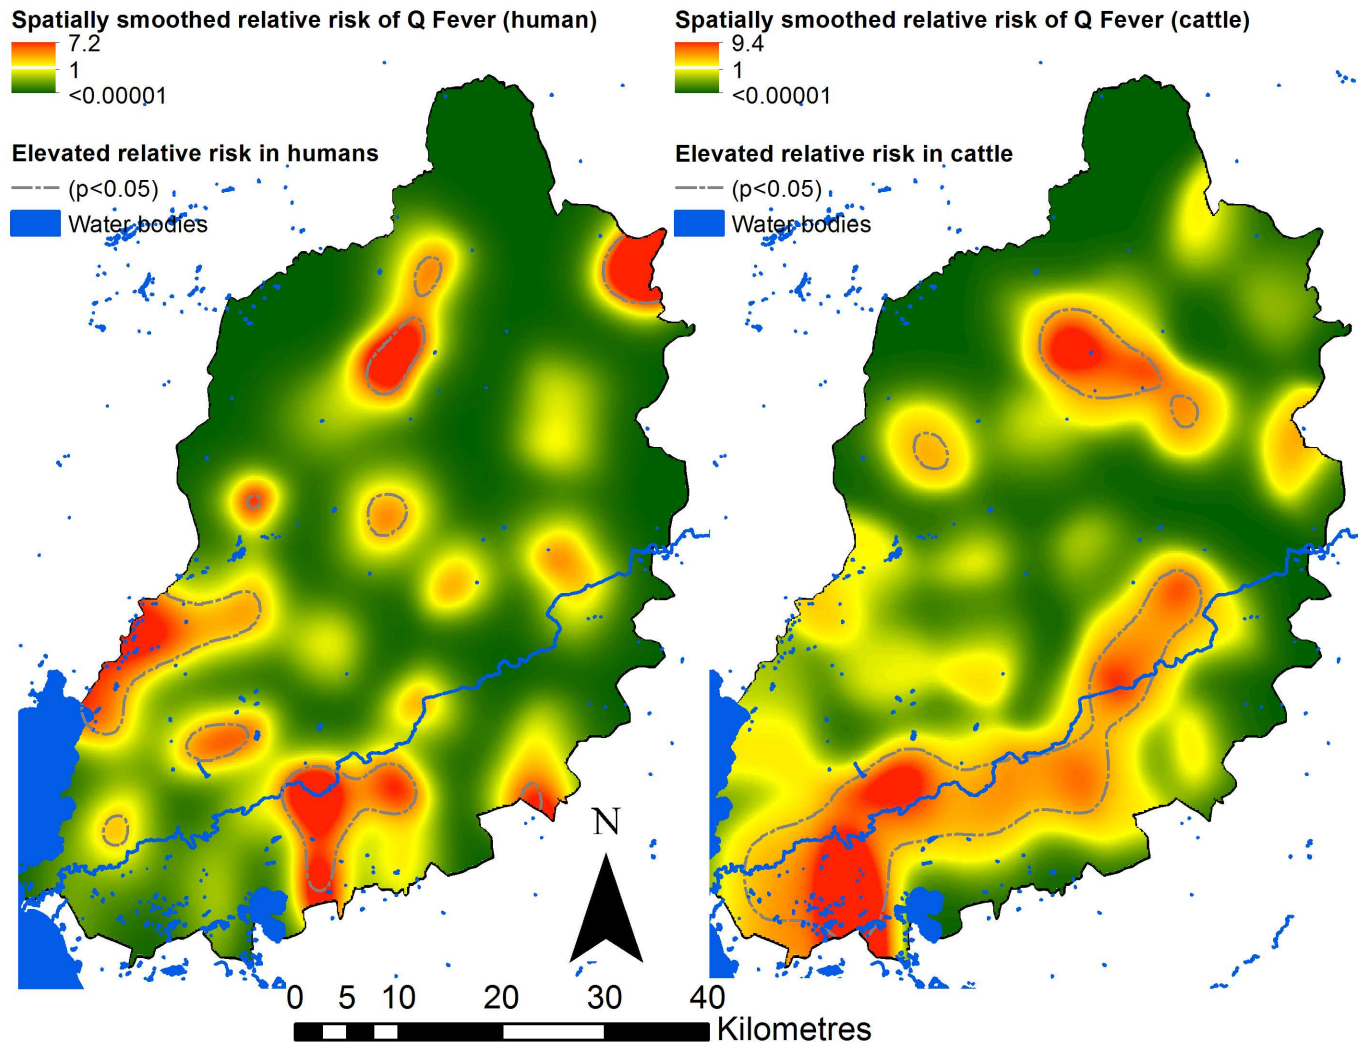 Spatially smoothed relative risk of Q Fever (human)
7.2
1
<0.00001
Elevated relative risk in humans
(p<0.05)
Water bodies
Spatially smoothed relative risk of Q Fever (cattle)
9.4
1
<0.00001
Elevated relative risk in cattle
(p<0.05)
Water bodies
N
0 5 10 20 30 40
Kilometres